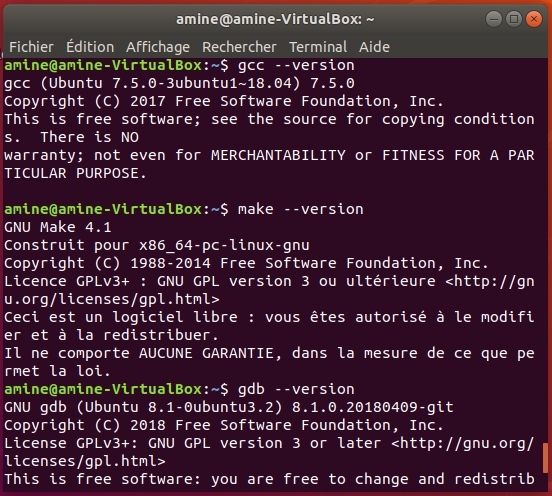 amine@amine-VirtualBox: ~
Fichier Édition Affichage Rechercher Terminal Aide
amine@amine-VirtualBox:~$ gcc --version
gcc (Ubuntu 7.5.0-3ubuntu1~18.04) 7.5.0
Copyright (C) 2017 Free Software Foundation, Inc.
This is free software; see the source for copying condition
s.  There is NO
warranty; not even for MERCHANTABILITY or FITNESS FOR A PAR
TICULAR PURPOSE.
amine@amine-VirtualBox:~$ make --version
GNU Make 4.1
Construit pour x86_64-pc-linux-gnu
Copyright (C) 1988-2014 Free Software Foundation, Inc.
Licence GPLv3+ : GNU GPL version 3 ou ultérieure <http://gn
u.org/licenses/gpl.html>
Ceci est un logiciel libre : vous êtes autorisé à le modifi
er et à la redistribuer.
Il ne comporte AUCUNE GARANTIE, dans la mesure de ce que pe
rmet la loi.
amine@amine-VirtualBox:~$ gdb --version
GNU gdb (Ubuntu 8.1-0ubuntu3.2) 8.1.0.20180409-git
Copyright (C) 2018 Free Software Foundation, Inc.
License GPLv3+: GNU GPL version 3 or later <http://gnu.org/
licenses/gpl.html>
This is free software: you are free to change and redistrib